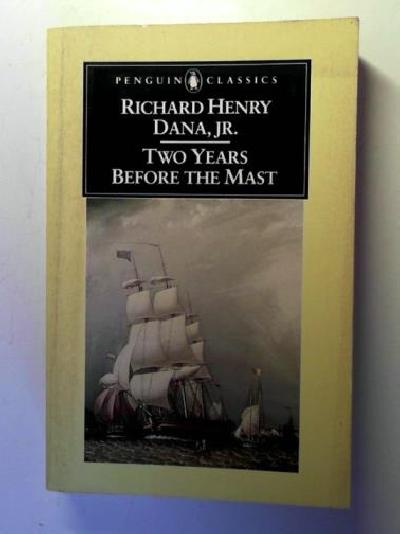 PENGUIN CLASSICS
RICHARD HENRY
DANA, JR.
TWO YEARS
BEFORE THE MAST